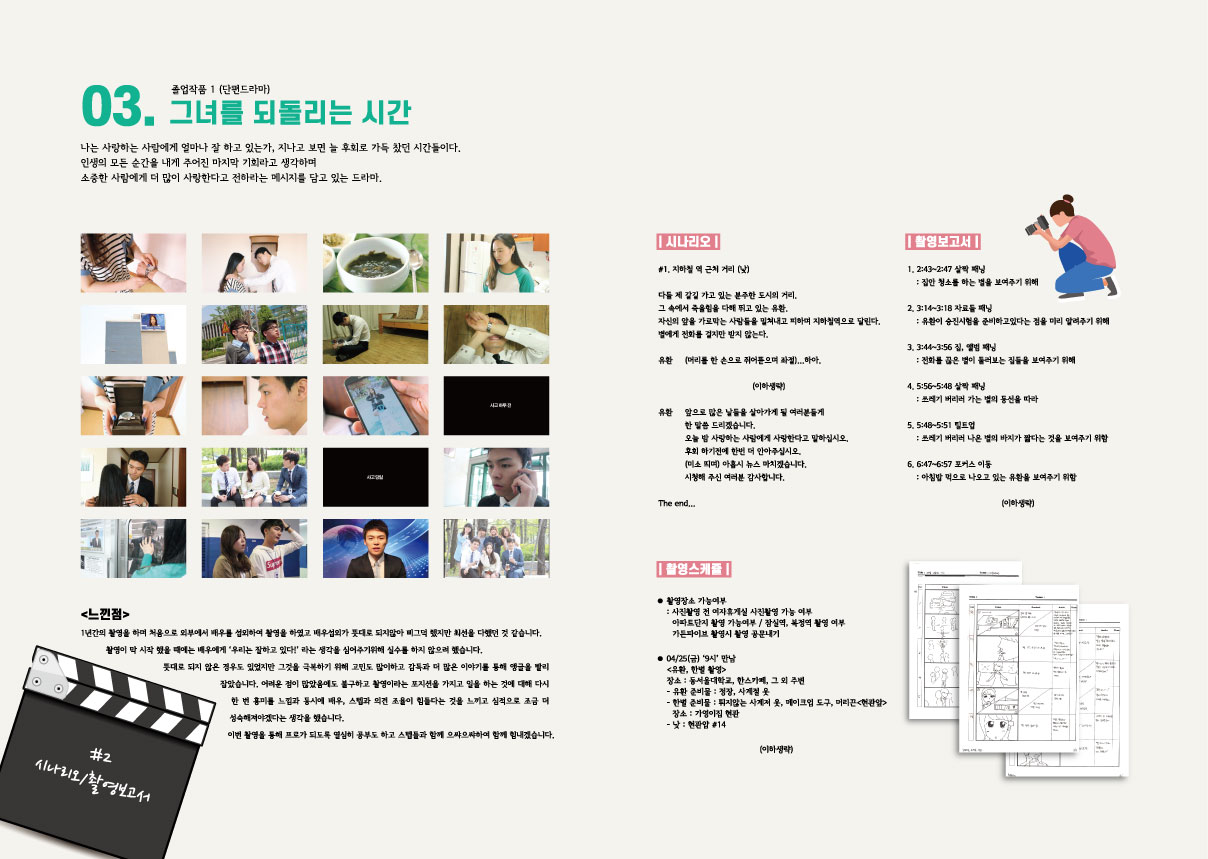 03.
졸업작품 1 (단편드라마)
그녀를 되돌리는 시간
나는 사랑하는 사람에게 얼마나 잘 하고 있는가, 지나고 보면 늘 후회로 가득 찼던 시간들이다.
인생의 모든 순간을 내게 주어진 마지막 기회라고 생각하며
소중한 사람에게 더 많이 사랑한다고 전하라는 메시지를 담고 있는 드라마.
사고 하루 전
사고 당일
Supreme
<느낀점>
1년간의 촬영을 하며 처음으로 외부에서 배우를 섭외하여 촬영을 하였고 배우섭외가 뜻대로 되지않아 삐그덕 했지만 최선을 다했던 것 같습니다.
촬영이 막 시작 했을 때에는 배우에게 '우리는 잘하고 있다!' 라는 생각을 심어주기위해 실수를 하지 않으려 했습니다.
뜻대로 되지 않은 경우도 있었지만 그것을 극복하기 위해 고민도 많이하고 감독과 더 많은 이야기를 통해 앵글을 빨리
잡았습니다. 어려운 점이 많았음에도 불구하고 촬영이라는 포지션을 가지고 일을 하는 것에 대해 다시
한 번 흥미를 느낌과 동시에 배우, 스텝과 의견 조율이 힘들다는 것을 느끼고 심적으로 조금 더
성숙해져야겠다는 생각을 했습니다.
이번 촬영을 통해 프로가 되도록 열심히 공부도 하고 스텝들과 함께 으쌰으쌰하여 함께 힘내겠습니다.
#2
시나리오/촬영보고서
| 시나리오 |
#1. 지하철 역 근처 거리 (낮)
다들 제 갈길 가고 있는 분주한 도시의 거리.
그 속에서 죽을힘을 다해 뛰고 있는 유환.
자신의 앞을 가로막는 사람들을 밀쳐내고 피하며 지하철역으로 달린다.
별에게 전화를 걸지만 받지 않는다.
유환 (머리를 한 손으로 쥐어뜯으며 좌절)...하아.
(이하생략)
유환 앞으로 많은 날들을 살아가게 될 여러분들게
한 말씀 드리겠습니다.
오늘 밤 사랑하는 사람에게 사랑한다고 말하십시오.
후회 하기전에 한번 더 안아주십시오.
(미소 띄며) 아홉시 뉴스 마치겠습니다.
시청해 주신 여러분 감사합니다.
The end...
| 촬영보고서 |
1. 2:43~2:47 살짝 패닝
: 집안 청소를 하는 별을 보여주기 위해
2. 3:14~3:18 자료들 패닝
: 유환이 승진시험을 준비하고있다는 점을 미리 알려주기 위해
3. 3:44~3:56 짐, 앨범 패닝
: 전화를 끊은 별이 둘러보는 짐들을 보여주기 위해
4. 5:56~5:48 살짝 패닝
: 쓰레기 버리러 가는 별의 동선을 따라
5. 5:48~5:51 틸트업
: 쓰레기 버리러 나온 별의 바지가 짧다는 것을 보여주기 위함
6. 6:47~6:57 포커스 이동
: 아침밥 먹으로 나오고 있는 유환을 보여주기 위함
(이하생략)
| 촬영스케쥴 |
● 촬영장소 가능여부
: 사진촬영 전 여자휴게실 사진촬영 가능 여부
아파트단지 촬영 가능여부 / 잠실역, 복정역 촬영 여부
가든파이브 촬영시 촬영 공문내기
● 04/25(금) '9시' 만남
<유환, 한별 촬영>
장소 : 동서울대학교, 한스카페, 그 외 주변
- 유환 준비물 : 정장, 사계절 옷
- 한별 준비물 : 튀지않는 사계저 옷, 메이크업 도구, 머리끈<현관앞>
장소 : 가영이집 현관
- 낮 : 현관앞 #14
(이하생략)